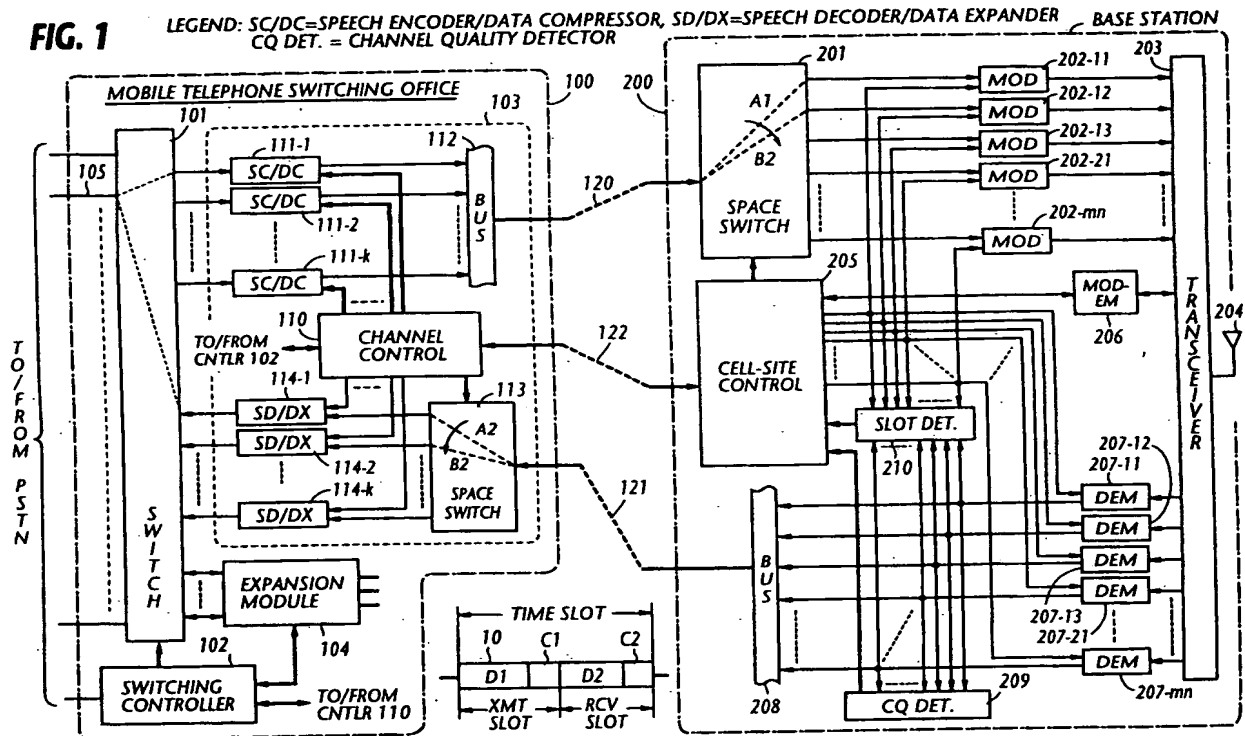 FIG. 1
LEGEND: SC/DC=SPEECH ENCODER/DATA COMPRESSOR, SD/DX=SPEECH DECODER/DATA EXPANDER
CQ DET. = CHANNEL QUALITY DETECTOR
BASE STATION
MOBILE TELEPHONE SWITCHING OFFICE
100
101
103
105
111-1
SC/DC
111-2
SC/DC
111-k
SC/DC
112
BUS
120
110
TO/FROM
CNTLR 102
CHANNEL
CONTROL
122
114-1
SD/DX
114-2
SD/DX
114-k
SD/DX
113
A2
B2
SPACE
SWITCH
121
TO/FROM PSTN
SWITCH
EXPANSION
MODULE
104
102
SWITCHING
CONTROLLER
TO/FROM
CNTLR 110
TIME SLOT
10
C1
C2
D1
D2
XMT
SLOT
RCV
SLOT
200
201
A1
B2
SPACE
SWITCH
202-11
MOD
202-12
MOD
202-13
MOD
202-21
MOD
202-mn
MOD
203
TRANSCEIVER
204
205
CELL-SITE
CONTROL
MOD-
EM
206
SLOT DET.
210
207-12
207-11
DEM
DEM
DEM
207-13
DEM
207-21
DEM
207-mn
BUS
208
CQ DET.
209